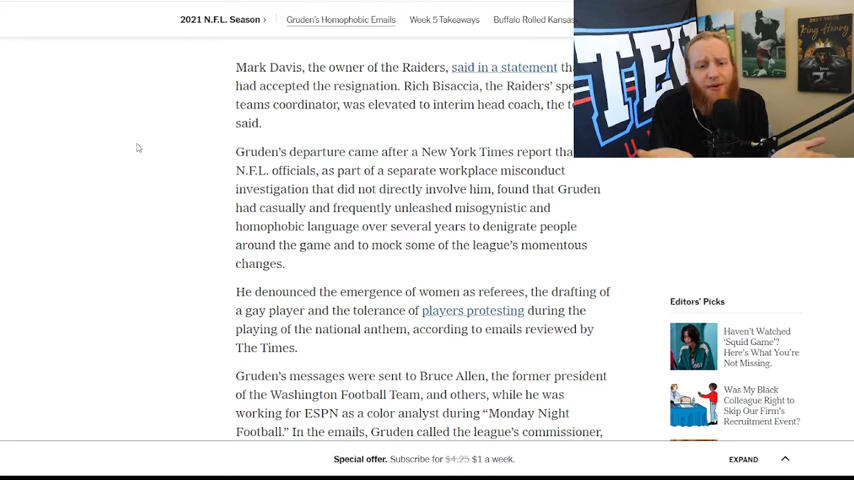 2021 N.F.L. Season ›
Gruden's Homophobic Emails
Week 5 Takeaways
Buffalo Rolled Kansas
Mark Davis, the owner of the Raiders, said in a statement
had accepted the resignation. Rich Bisaccia, the Raiders'
teams coordinator, was elevated to interim head coach, the
said.
Gruden's departure came after a New York Times report
N.F.L. officials, as part of a separate workplace misconduct
investigation that did not directly involve him, found that Gruden
had casually and frequently unleashed misogynistic and
homophobic language over several years to denigrate people
around the game and to mock some of the league's momentous
changes.
He denounced the emergence of women as referees, the drafting of
a gay player and the tolerance of players protesting during the
playing of the national anthem, according to emails reviewed by
The Times.
Gruden's messages were sent to Bruce Allen, the former president
of the Washington Football Team, and others, while he was
working for ESPN as a color analyst during “Monday Night
Football.” In the emails, Gruden called the league's commissioner,
Editors' Picks
Haven't Watched
‘Squid Game’?
Here's What You're
Not Missing.
Was My Black
Colleague Right to
Skip Our Firm's
Recruitment Event?
Special offer. Subscribe for $4.25 $1 a week.
EXPAND
TE
King Henry